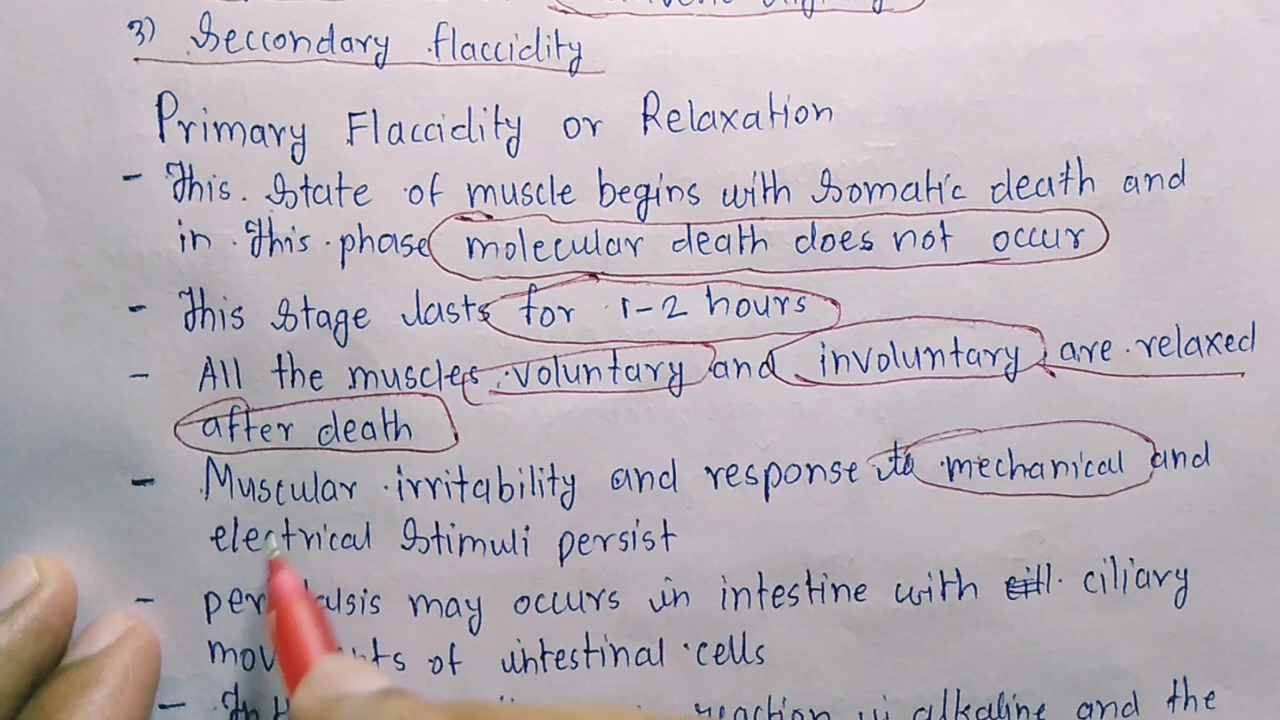 3) Seccondary flaccidity
Primary Flaccidity or Relaxation
- This. State of muscle begins with Somatic death and
in. this. phase molecular death does not occur
- This Stage lasts for 1-2 hours
- All the muscles voluntary and involuntary are relaxed
after death
- Muscular irritability and response to mechanical and
electrical Stimuli persist
- may occurs in intestine with ciliary
of intestinal cells
- reaction in alkaline and the